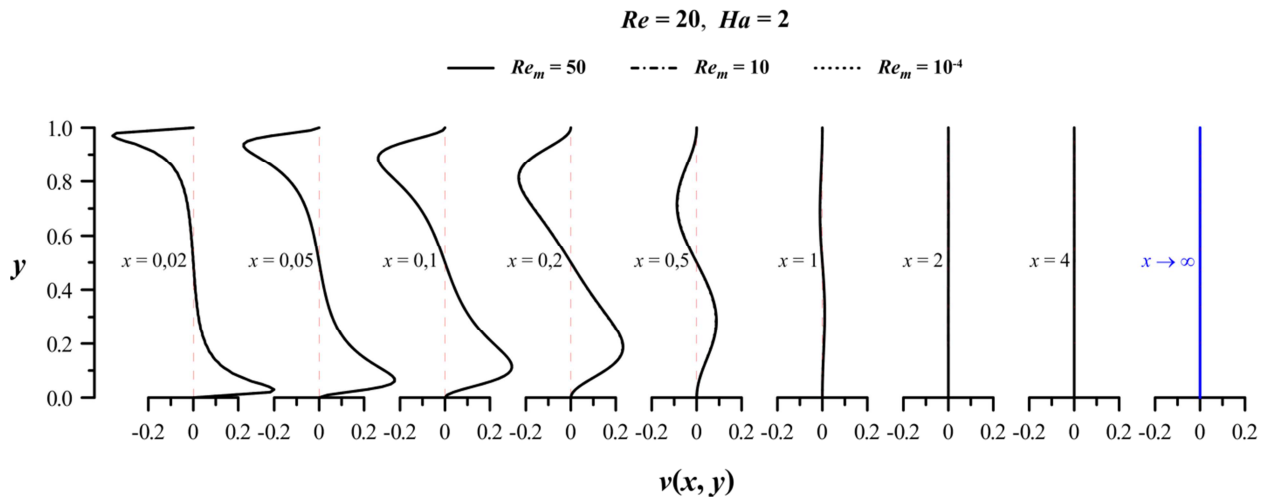 Re = 20, Ha = 2
Reₘ = 50 Reₘ = 10 Reₘ = 10⁻⁴
1.0
0.8
0.6
x = 0,02 x = 0,05 x = 0,1 x = 0,2 x = 0,5 x = 1 x = 2 x = 4 x → ∞
y
0.4
0.2
0.0
-0.2 0 0.2 -0.2 0 0.2 -0.2 0 0.2 -0.2 0 0.2 -0.2 0 0.2 -0.2 0 0.2 -0.2 0 0.2 -0.2 0 0.2 -0.2 0 0.2
v(x, y)